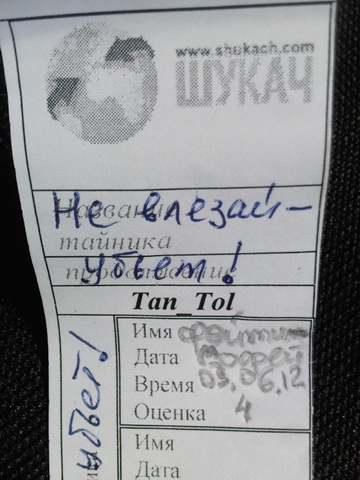 www.shukach.com
ШУКАЧ
Название
Не влезай-
тайника
убьет!
Tan_Tol
убьет!
Имя
Дата
Время 03.06.12
Оценка 4
Имя
Дата